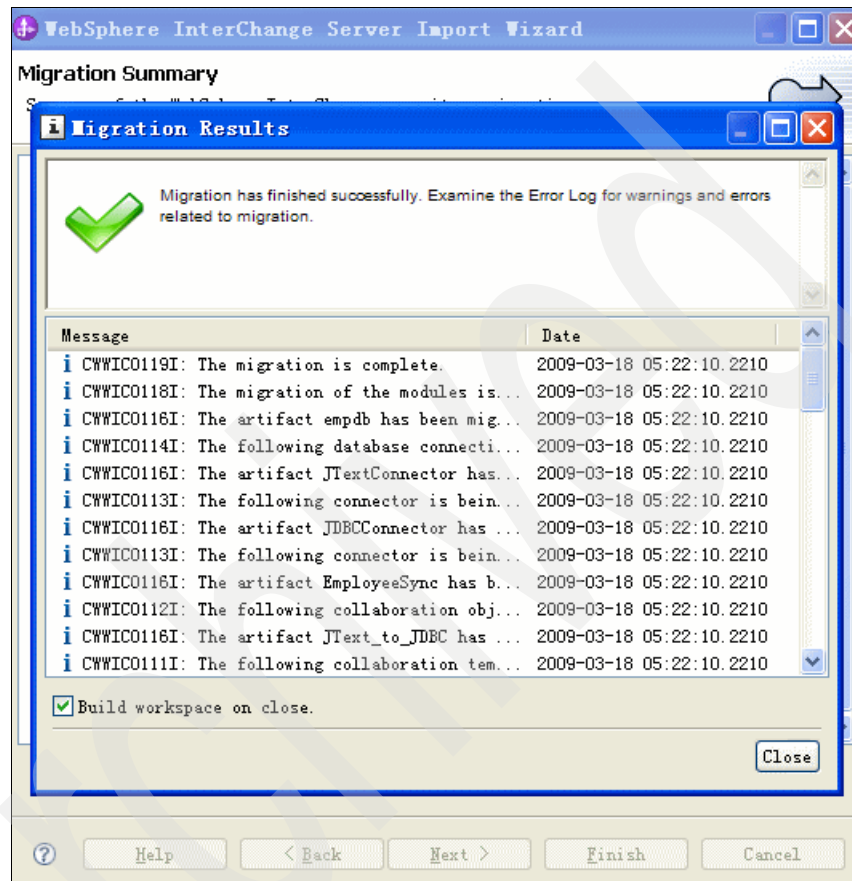 WebSphere InterChange Server Import Wizard
Migration Summary
Migration Results
Migration has finished successfully. Examine the Error Log for warnings and errors
related to migration.
Message Date
CWWIC0119I: The migration is complete. 2009-03-18 05:22:10.2210
CWWIC0118I: The migration of the modules is... 2009-03-18 05:22:10.2210
CWWIC0116I: The artifact empdb has been mig... 2009-03-18 05:22:10.2210
CWWIC0114I: The following database connecti... 2009-03-18 05:22:10.2210
CWWIC0116I: The artifact JTextConnector has... 2009-03-18 05:22:10.2210
CWWIC0113I: The following connector is bein... 2009-03-18 05:22:10.2210
CWWIC0116I: The artifact JDBCConnector has ... 2009-03-18 05:22:10.2210
CWWIC0113I: The following connector is bein... 2009-03-18 05:22:10.2210
CWWIC0116I: The artifact EmployeeSync has b... 2009-03-18 05:22:10.2210
CWWIC0112I: The following collaboration obj... 2009-03-18 05:22:10.2210
CWWIC0116I: The artifact JText_to_JDBC has ... 2009-03-18 05:22:10.2210
CWWIC0111I: The following collaboration tem... 2009-03-18 05:22:10.2210
Build workspace on close.
Close
Help < Back Next > Finish Cancel